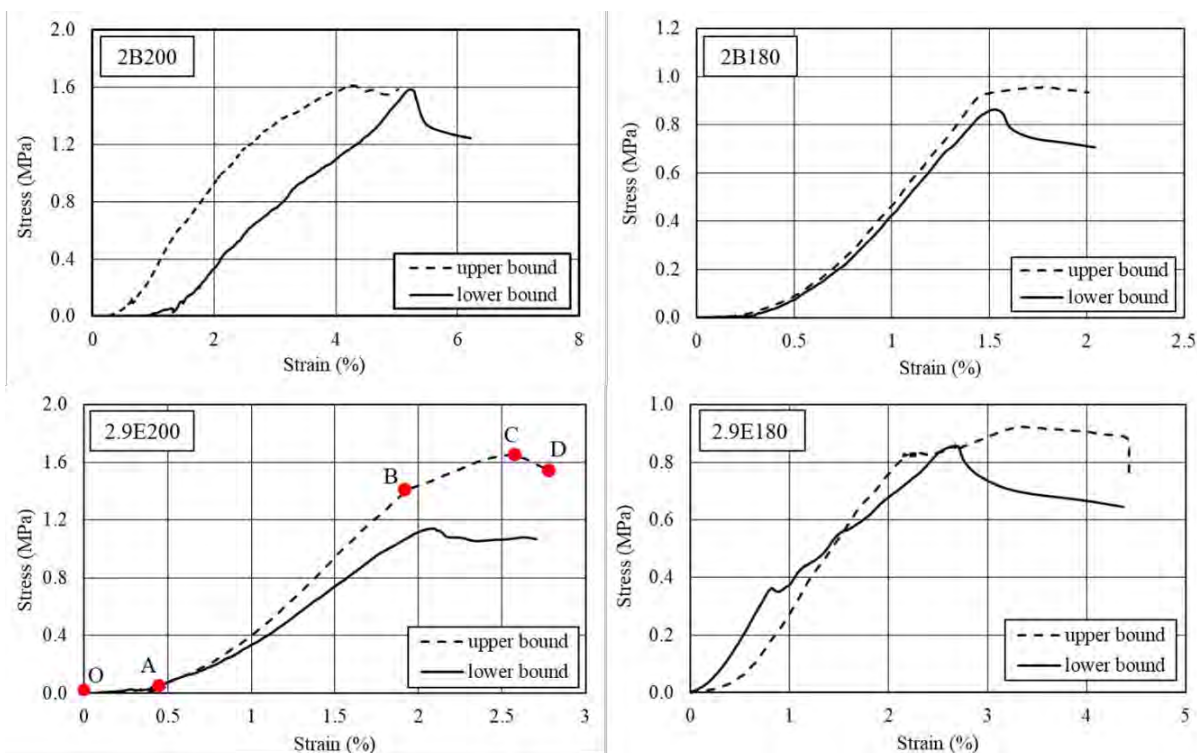 2B200
Stress (MPa)
2.0
1.6
1.2
0.8
0.4
0.0
0 2 4 6 8
Strain (%)
upper bound
lower bound
2B180
Stress (MPa)
1.2
1.0
0.8
0.6
0.4
0.2
0.0
0 0.5 1 1.5 2 2.5
Strain (%)
upper bound
lower bound
2.9E200
Stress (MPa)
2.0
1.6
1.2
0.8
0.4
0.0
0 0.5 1 1.5 2 2.5 3
Strain (%)
O
A
B
C
D
upper bound
lower bound
2.9E180
Stress (MPa)
1.0
0.8
0.6
0.4
0.2
0.0
0 1 2 3 4 5
Strain (%)
upper bound
lower bound